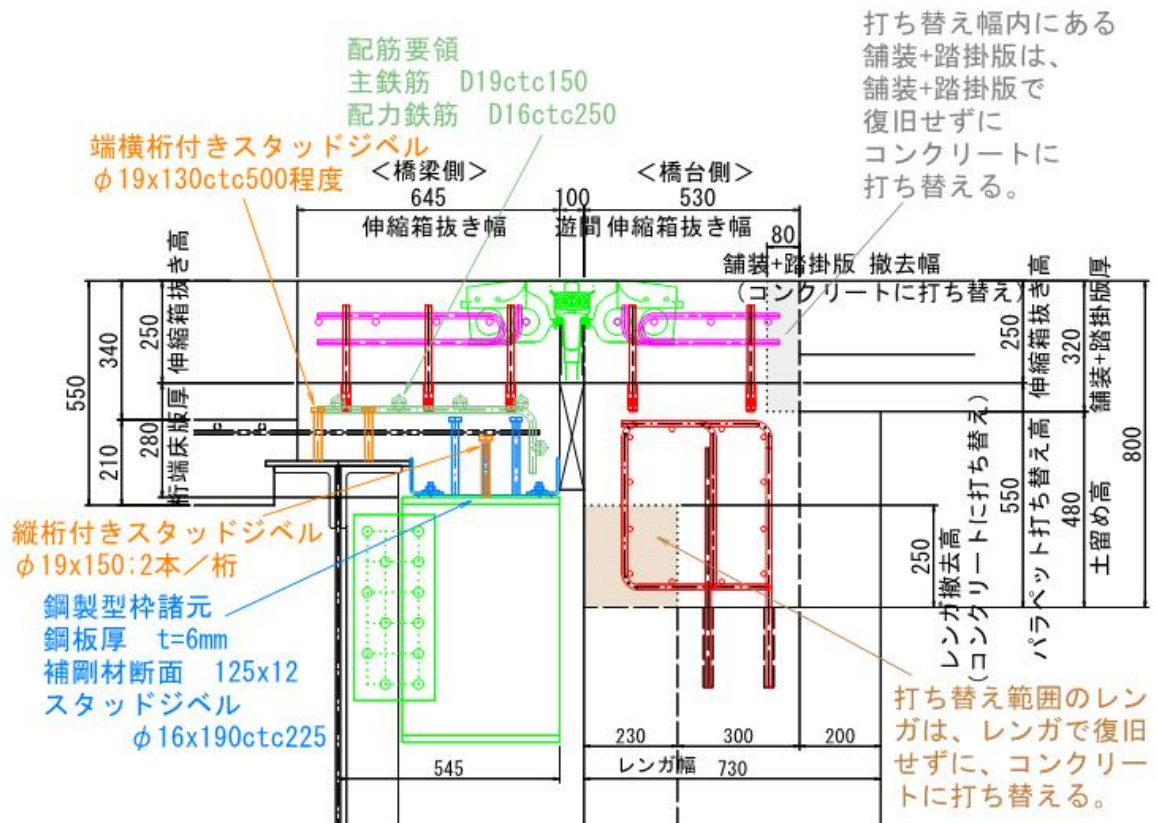 配筋要領
主鉄筋 D19ctc150
配力鉄筋 D16ctc250
打ち替え幅内にある
舗装+踏掛版は、
舗装+踏掛版で
復旧せずに
コンクリートに
打ち替える。
端横桁付きスタッドジベル
φ19x130ctc500程度
<橋梁側>
<橋台側>
645
100
530
伸縮箱抜き幅
遊間
伸縮箱抜き幅
80
舗装+踏掛版 撤去幅
(コンクリートに打ち替え)
550
340
210
250
伸縮箱抜き高
280
桁端床版厚
250
伸縮箱抜き高
320
舗装+踏掛版厚
800
550
パラペット打ち替え高
480
土留め高
250
レンガ撤去高
(コンクリートに打ち替え)
縦桁付きスタッドジベル
φ19x150:2本/桁
鋼製型枠諸元
鋼板厚 t=6mm
補剛材断面 125x12
スタッドジベル
φ16x190ctc225
545
230
300
200
レンガ幅
730
打ち替え範囲のレン
ガは、レンガで復旧
せずに、コンクリー
トに打ち替える。